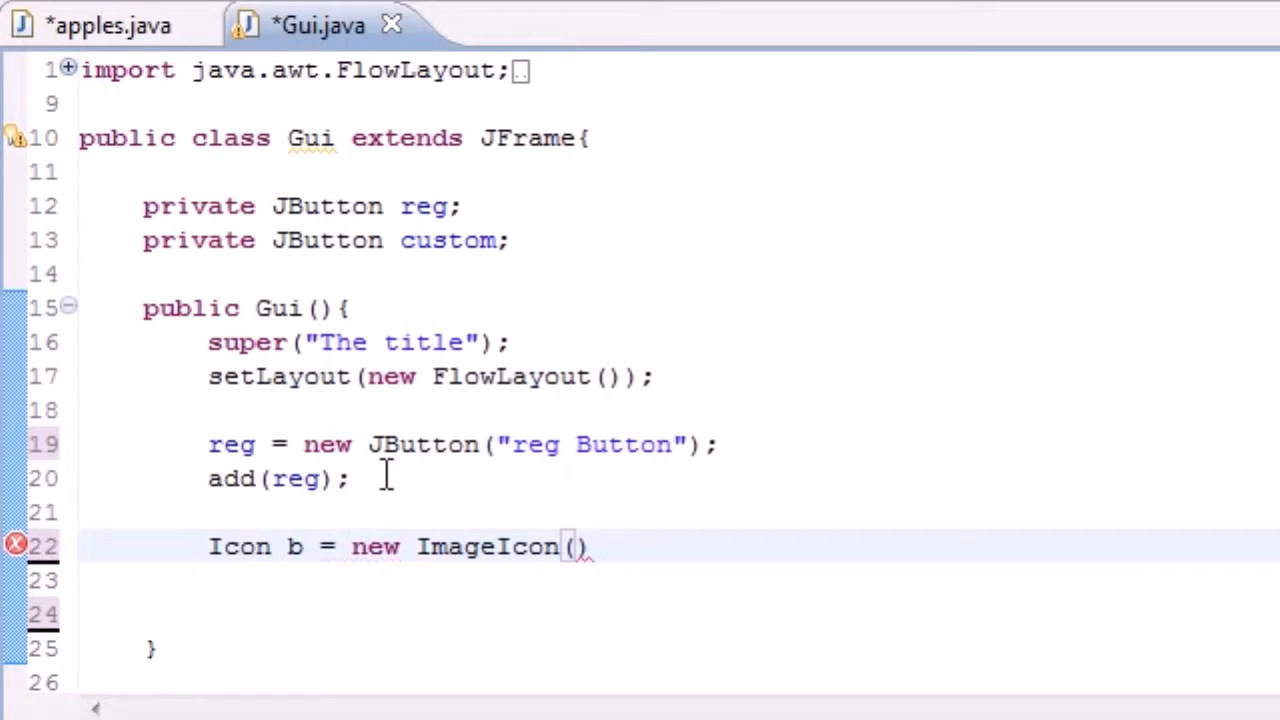 *apples.java *Gui.java
1 import java.awt.FlowLayout;
9
10 public class Gui extends JFrame{
11
12 private JButton reg;
13 private JButton custom;
14
15 public Gui(){
16 super("The title");
17 setLayout(new FlowLayout());
18
19 reg = new JButton("reg Button");
20 add(reg);
21
22 Icon b = new ImageIcon()
23
24
25 }
26